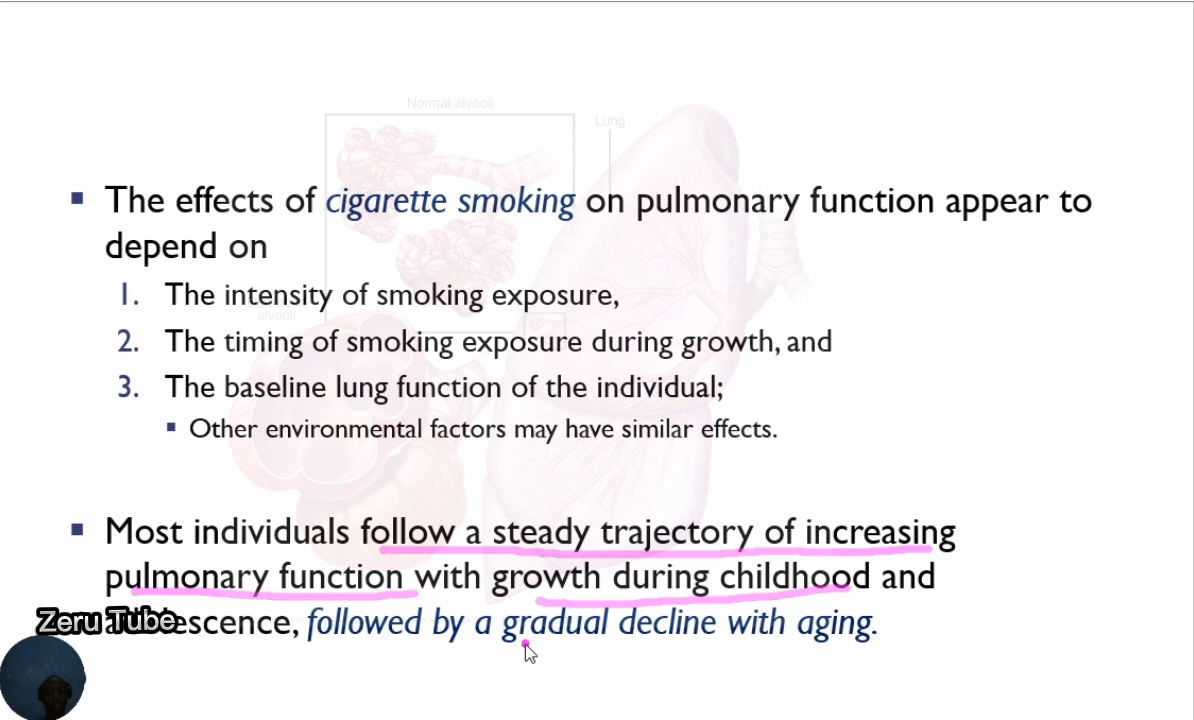 Normal alveoli
Lung
▪ The effects of cigarette smoking on pulmonary function appear to
depend on
1. The intensity of smoking exposure,
alveoli
2. The timing of smoking exposure during growth, and
3. The baseline lung function of the individual;
▪ Other environmental factors may have similar effects.
▪ Most individuals follow a steady trajectory of increasing
pulmonary function with growth during childhood and
escence, followed by a gradual decline with aging.
Zeru Tube